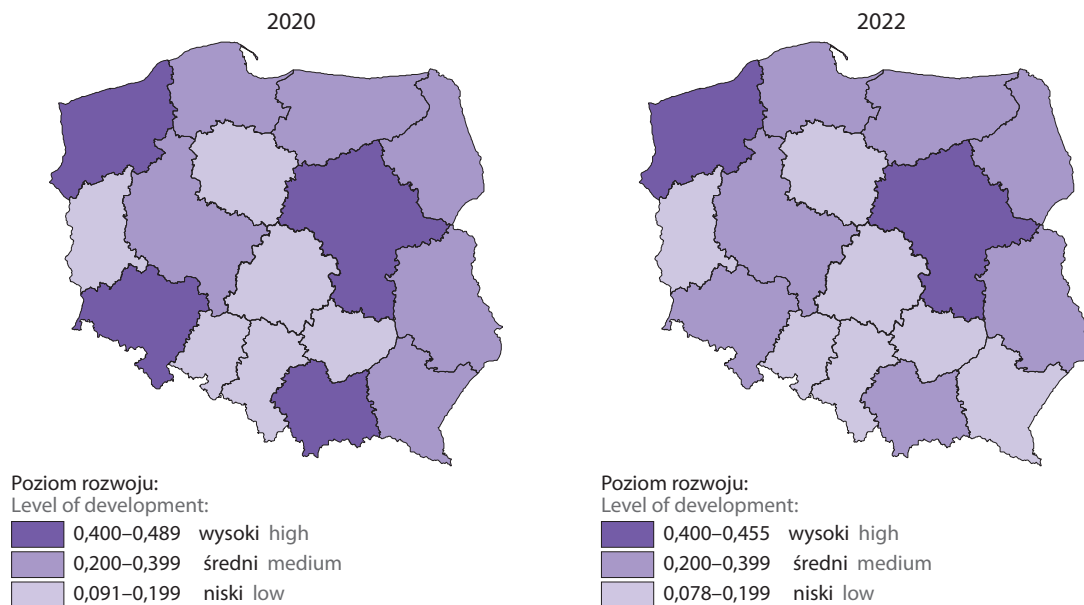 2020
2022
Poziom rozwoju:
Level of development:
0,400–0,489 wysoki high
0,200–0,399 średni medium
0,091–0,199 niski low
Poziom rozwoju:
Level of development:
0,400–0,455 wysoki high
0,200–0,399 średni medium
0,078–0,199 niski low